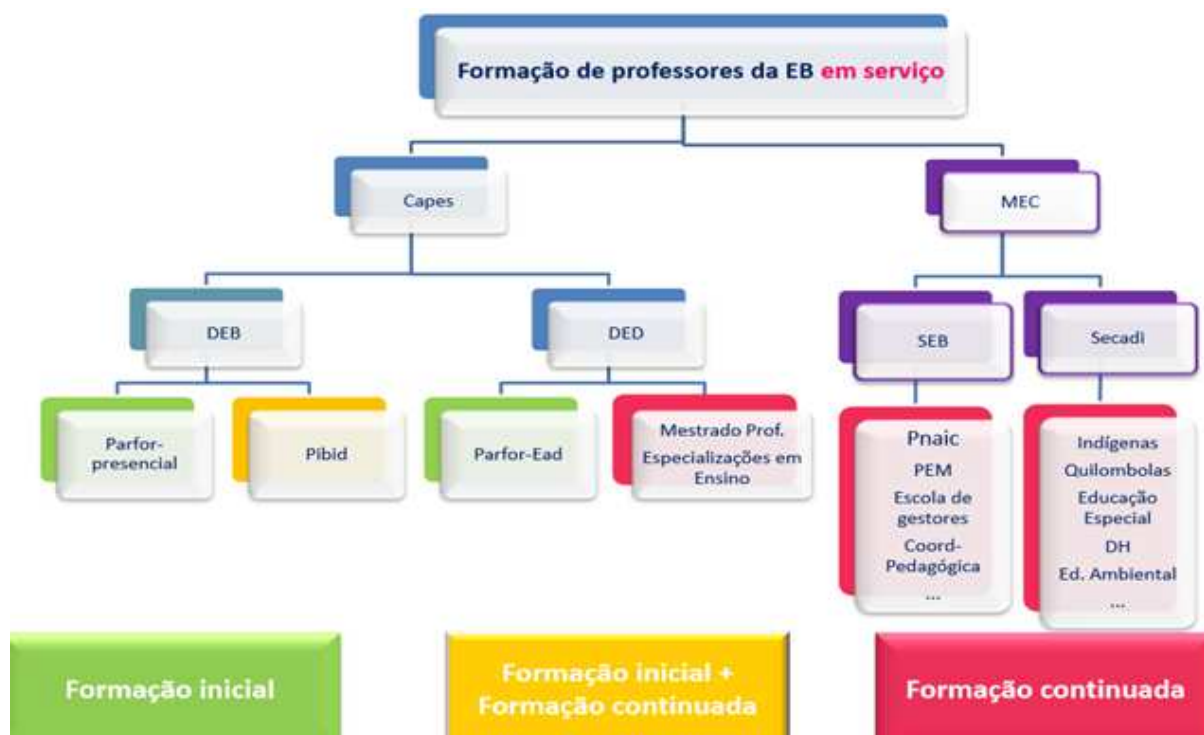 Formação de professores da EB em serviço
Capes
MEC
DEB
DED
SEB
Secadi
Parfor-
presencial
Pibid
Parfor-Ead
Mestrado Prof.
Especializações em
Ensino
Pnaic
PEM
Escola de
gestores
Coord-
Pedagógica
...
Indígenas
Quilombolas
Educação
Especial
DH
Ed. Ambiental
...
Formação inicial
Formação inicial +
Formação continuada
Formação continuada